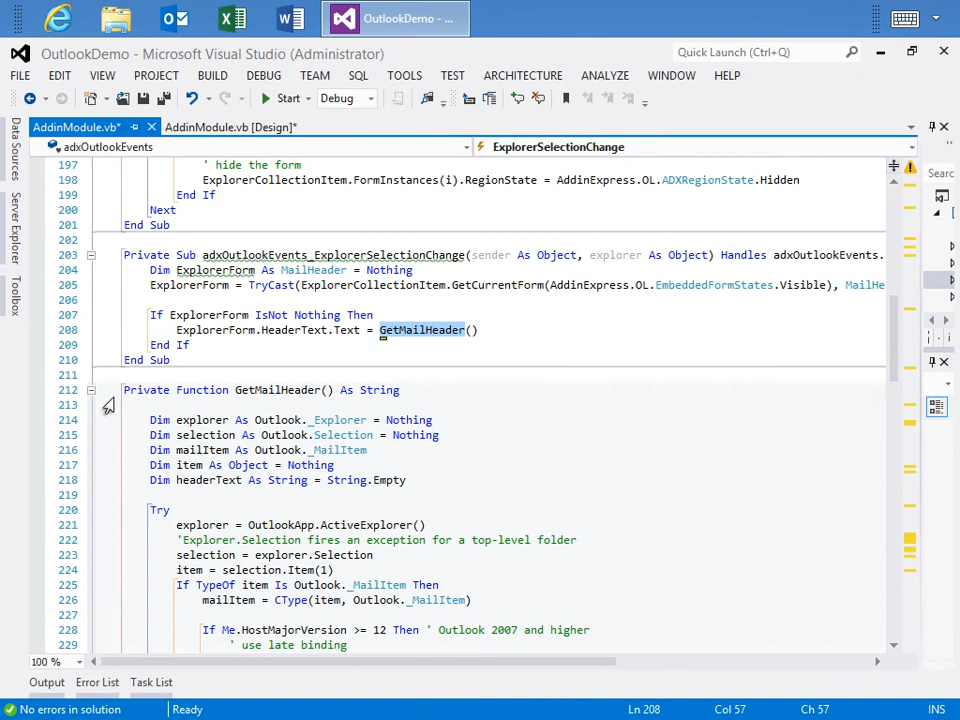 OutlookDemo - ...
OutlookDemo - Microsoft Visual Studio (Administrator)
Quick Launch (Ctrl+Q)
FILE EDIT VIEW PROJECT BUILD DEBUG TEAM SQL TOOLS TEST ARCHITECTURE ANALYZE WINDOW HELP
Start Debug
AddinModule.vb* AddinModule.vb [Design]*
adxOutlookEvents ExplorerSelectionChange
Data Sources
Server Explorer
Toolbox
Searc
197 ' hide the form
198 ExplorerCollectionItem.FormInstances(i).RegionState = AddinExpress.OL.ADXRegionState.Hidden
199 End If
200 Next
201 End Sub
202
203 Private Sub adxOutlookEvents_ExplorerSelectionChange(sender As Object, explorer As Object) Handles adxOutlookEvents.
204 Dim ExplorerForm As MailHeader = Nothing
205 ExplorerForm = TryCast(ExplorerCollectionItem.GetCurrentForm(AddinExpress.OL.EmbeddedFormStates.Visible), MailHe
206
207 If ExplorerForm IsNot Nothing Then
208 ExplorerForm.HeaderText.Text = GetMailHeader()
209 End If
210 End Sub
211
212 Private Function GetMailHeader() As String
213
214 Dim explorer As Outlook._Explorer = Nothing
215 Dim selection As Outlook.Selection = Nothing
216 Dim mailItem As Outlook._MailItem
217 Dim item As Object = Nothing
218 Dim headerText As String = String.Empty
219
220 Try
221 explorer = OutlookApp.ActiveExplorer()
222 'Explorer.Selection fires an exception for a top-level folder
223 selection = explorer.Selection
224 item = selection.Item(1)
225 If TypeOf item Is Outlook._MailItem Then
226 mailItem = CType(item, Outlook._MailItem)
227
228 If Me.HostMajorVersion >= 12 Then ' Outlook 2007 and higher
229 ' use late binding
100 %
Output Error List Task List
No errors in solution Ready Ln 208 Col 57 Ch 57 INS